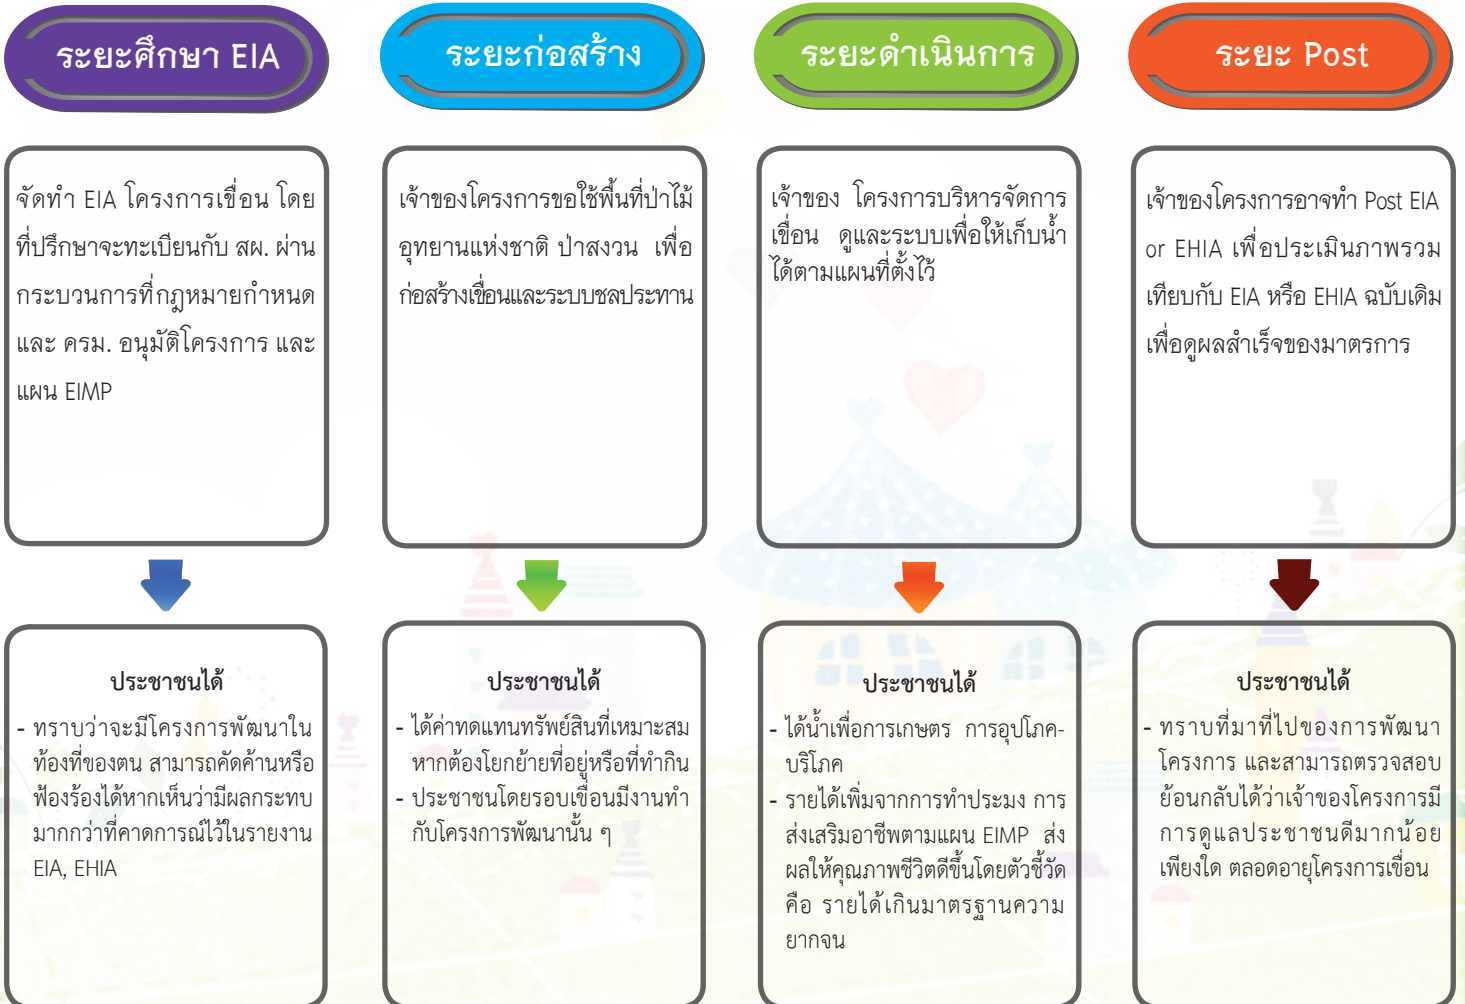 ระยะศึกษา EIA
ระยะก่อสร้าง
ระยะดำเนินการ
ระยะ Post
จัดทำ EIA โครงการเขื่อน โดย
ที่ปรึกษาจะทะเบียนกับ สผ. ผ่าน
กระบวนการที่กฎหมายกำหนด
และ ครม. อนุมัติโครงการ และ
แผน EIMP
เจ้าของโครงการขอใช้พื้นที่ป่าไม้
อุทยานแห่งชาติ ป่าสงวน เพื่อ
ก่อสร้างเขื่อนและระบบชลประทาน
เจ้าของ โครงการบริหารจัดการ
เขื่อน ดูและระบบเพื่อให้เก็บน้ำ
ได้ตามแผนที่ตั้งไว้
เจ้าของโครงการอาจทำ Post EIA
or EHIA เพื่อประเมินภาพรวม
เทียบกับ EIA หรือ EHIA ฉบับเดิม
เพื่อดูผลสำเร็จของมาตรการ
ประชาชนได้
- ทราบว่าจะมีโครงการพัฒนาใน
ท้องที่ของตน สามารถคัดค้านหรือ
ฟ้องร้องได้หากเห็นว่ามีผลกระทบ
มากกว่าที่คาดการณ์ไว้ในรายงาน
EIA, EHIA
ประชาชนได้
- ได้ค่าทดแทนทรัพย์สินที่เหมาะสม
หากต้องโยกย้ายที่อยู่หรือที่ทำกิน
- ประชาชนโดยรอบเขื่อนมีงานทำ
กับโครงการพัฒนานั้น ๆ
ประชาชนได้
- ได้น้ำเพื่อการเกษตร การอุปโภค-
บริโภค
- รายได้เพิ่มจากการทำประมง การ
ส่งเสริมอาชีพตามแผน EIMP ส่ง
ผลให้คุณภาพชีวิตดีขึ้นโดยตัวชี้วัด
คือ รายได้เกินมาตรฐานความ
ยากจน
ประชาชนได้
- ทราบที่มาที่ไปของการพัฒนา
โครงการ และสามารถตรวจสอบ
ย้อนกลับได้ว่าเจ้าของโครงการมี
การดูแลประชาชนดีมากน้อย
เพียงใด ตลอดอายุโครงการเขื่อน